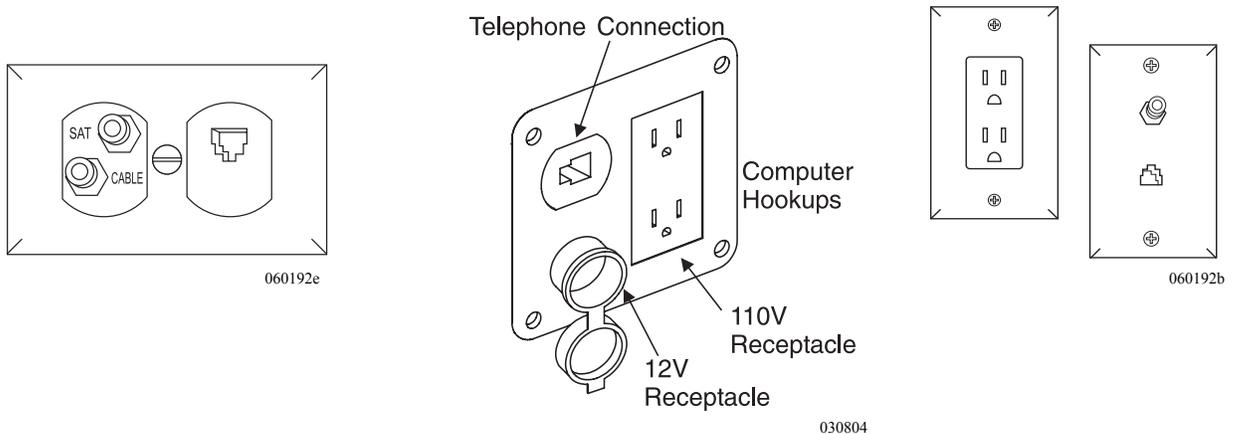 SAT
CABLE
060192e
Telephone Connection
Computer
Hookups
110V
Receptacle
12V
Receptacle
030804
060192b